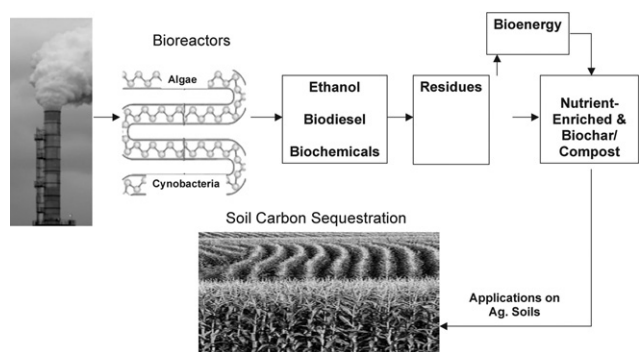 Bioreactors
Algae
Cynobacteria
Ethanol
Biodiesel
Biochemicals
Residues
Bioenergy
Nutrient-
Enriched &
Biochar/
Compost
Soil Carbon Sequestration
Applications on
Ag. Soils